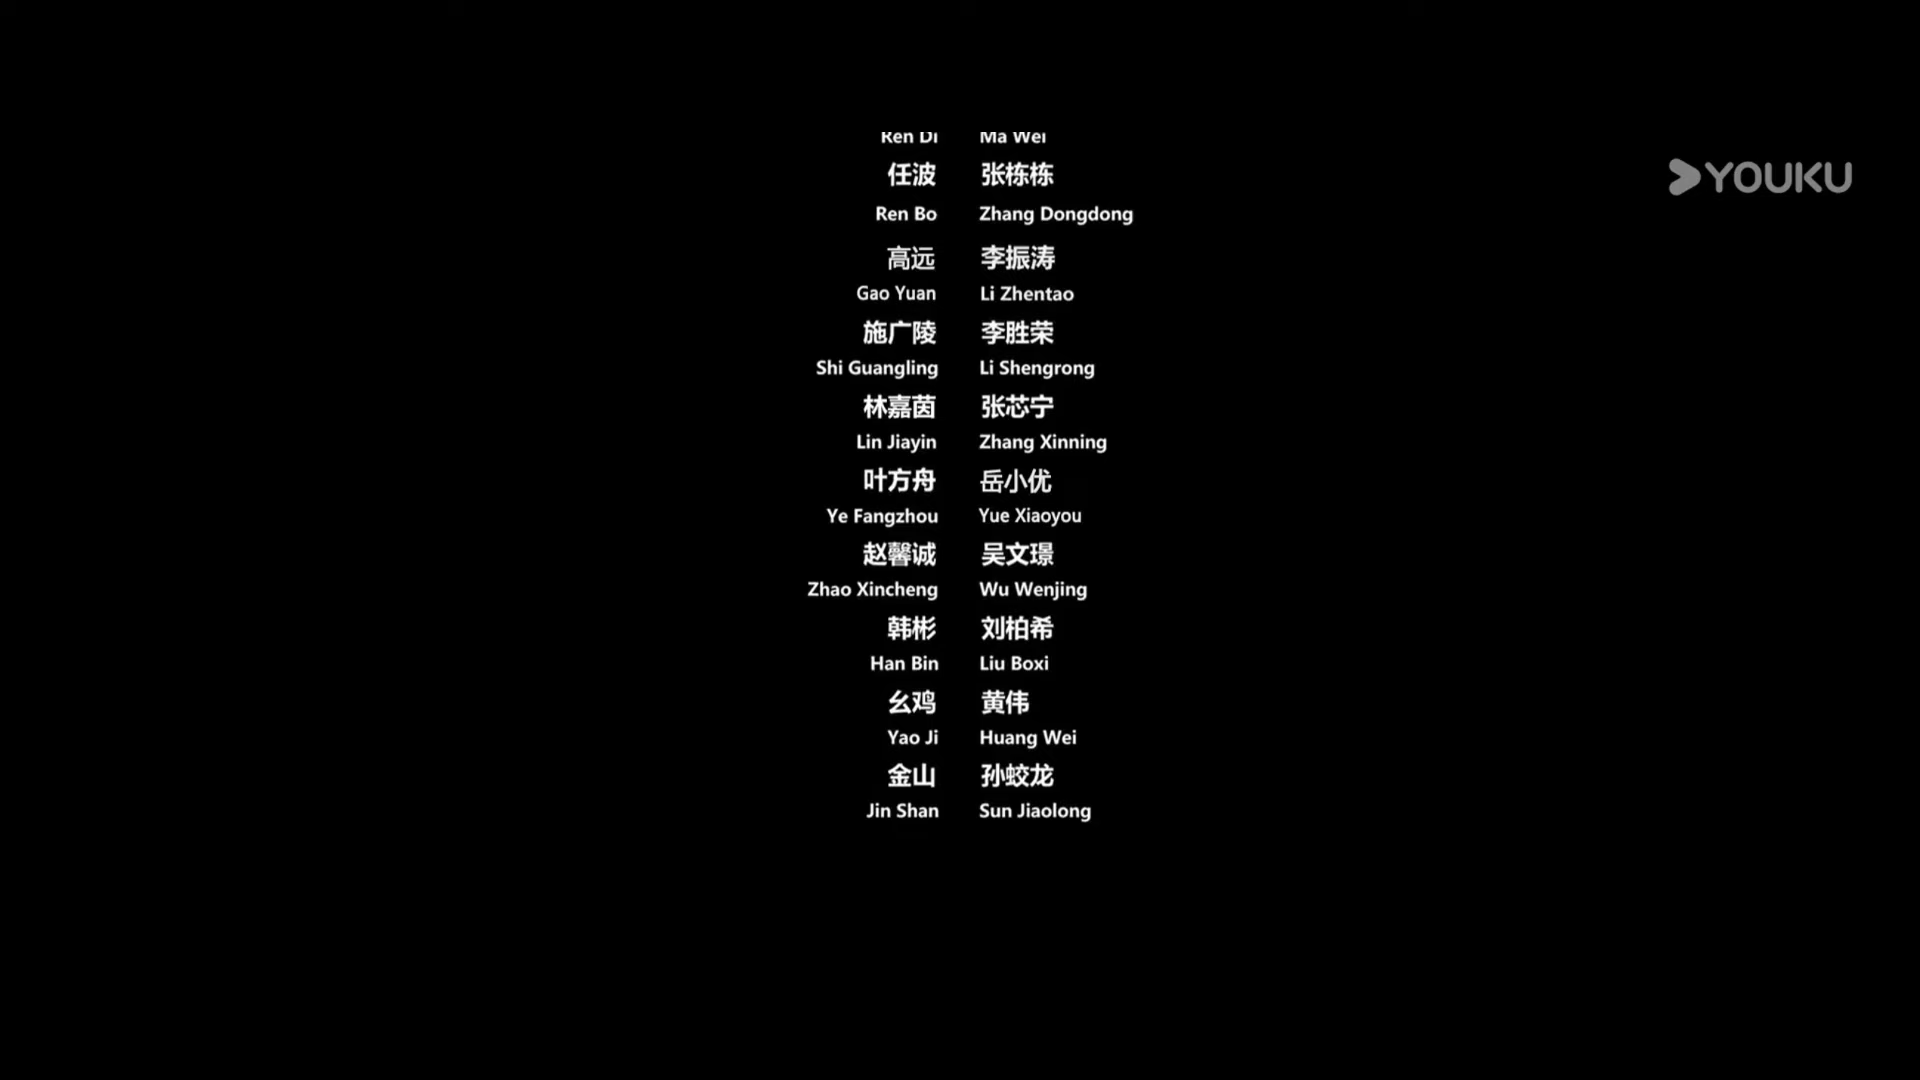 Ren Di Ma Wei
任波 张栋栋
Ren Bo Zhang Dongdong
高远 李振涛
Gao Yuan Li Zhentao
施广陵 李胜荣
Shi Guangling Li Shengrong
林嘉茵 张芯宁
Lin Jiayin Zhang Xinning
叶方舟 岳小优
Ye Fangzhou Yue Xiaoyou
赵馨诚 吴文璟
Zhao Xincheng Wu Wenjing
韩彬 刘柏希
Han Bin Liu Boxi
幺鸡 黄伟
Yao Ji Huang Wei
金山 孙蛟龙
Jin Shan Sun Jiaolong
YOUKU